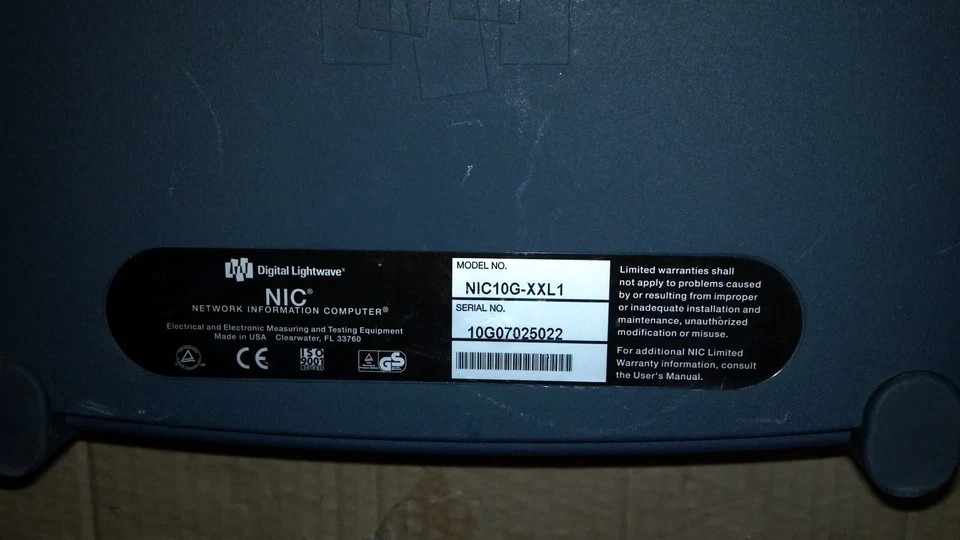 Digital Lightwave®
NIC®
NETWORK INFORMATION COMPUTER®
Electrical and Electronic Measuring and Testing Equipment
Made in USA Clearwater, FL 33760
CE
ISO
9001
CERTIFIED
GS
MODEL NO.
NIC10G-XXL1
SERIAL NO.
10G07025022
Limited warranties shall
not apply to problems caused
by or resulting from improper
or inadequate installation and
maintenance, unauthorized
modification or misuse.
For additional NIC Limited
Warranty information, consult
the User's Manual.